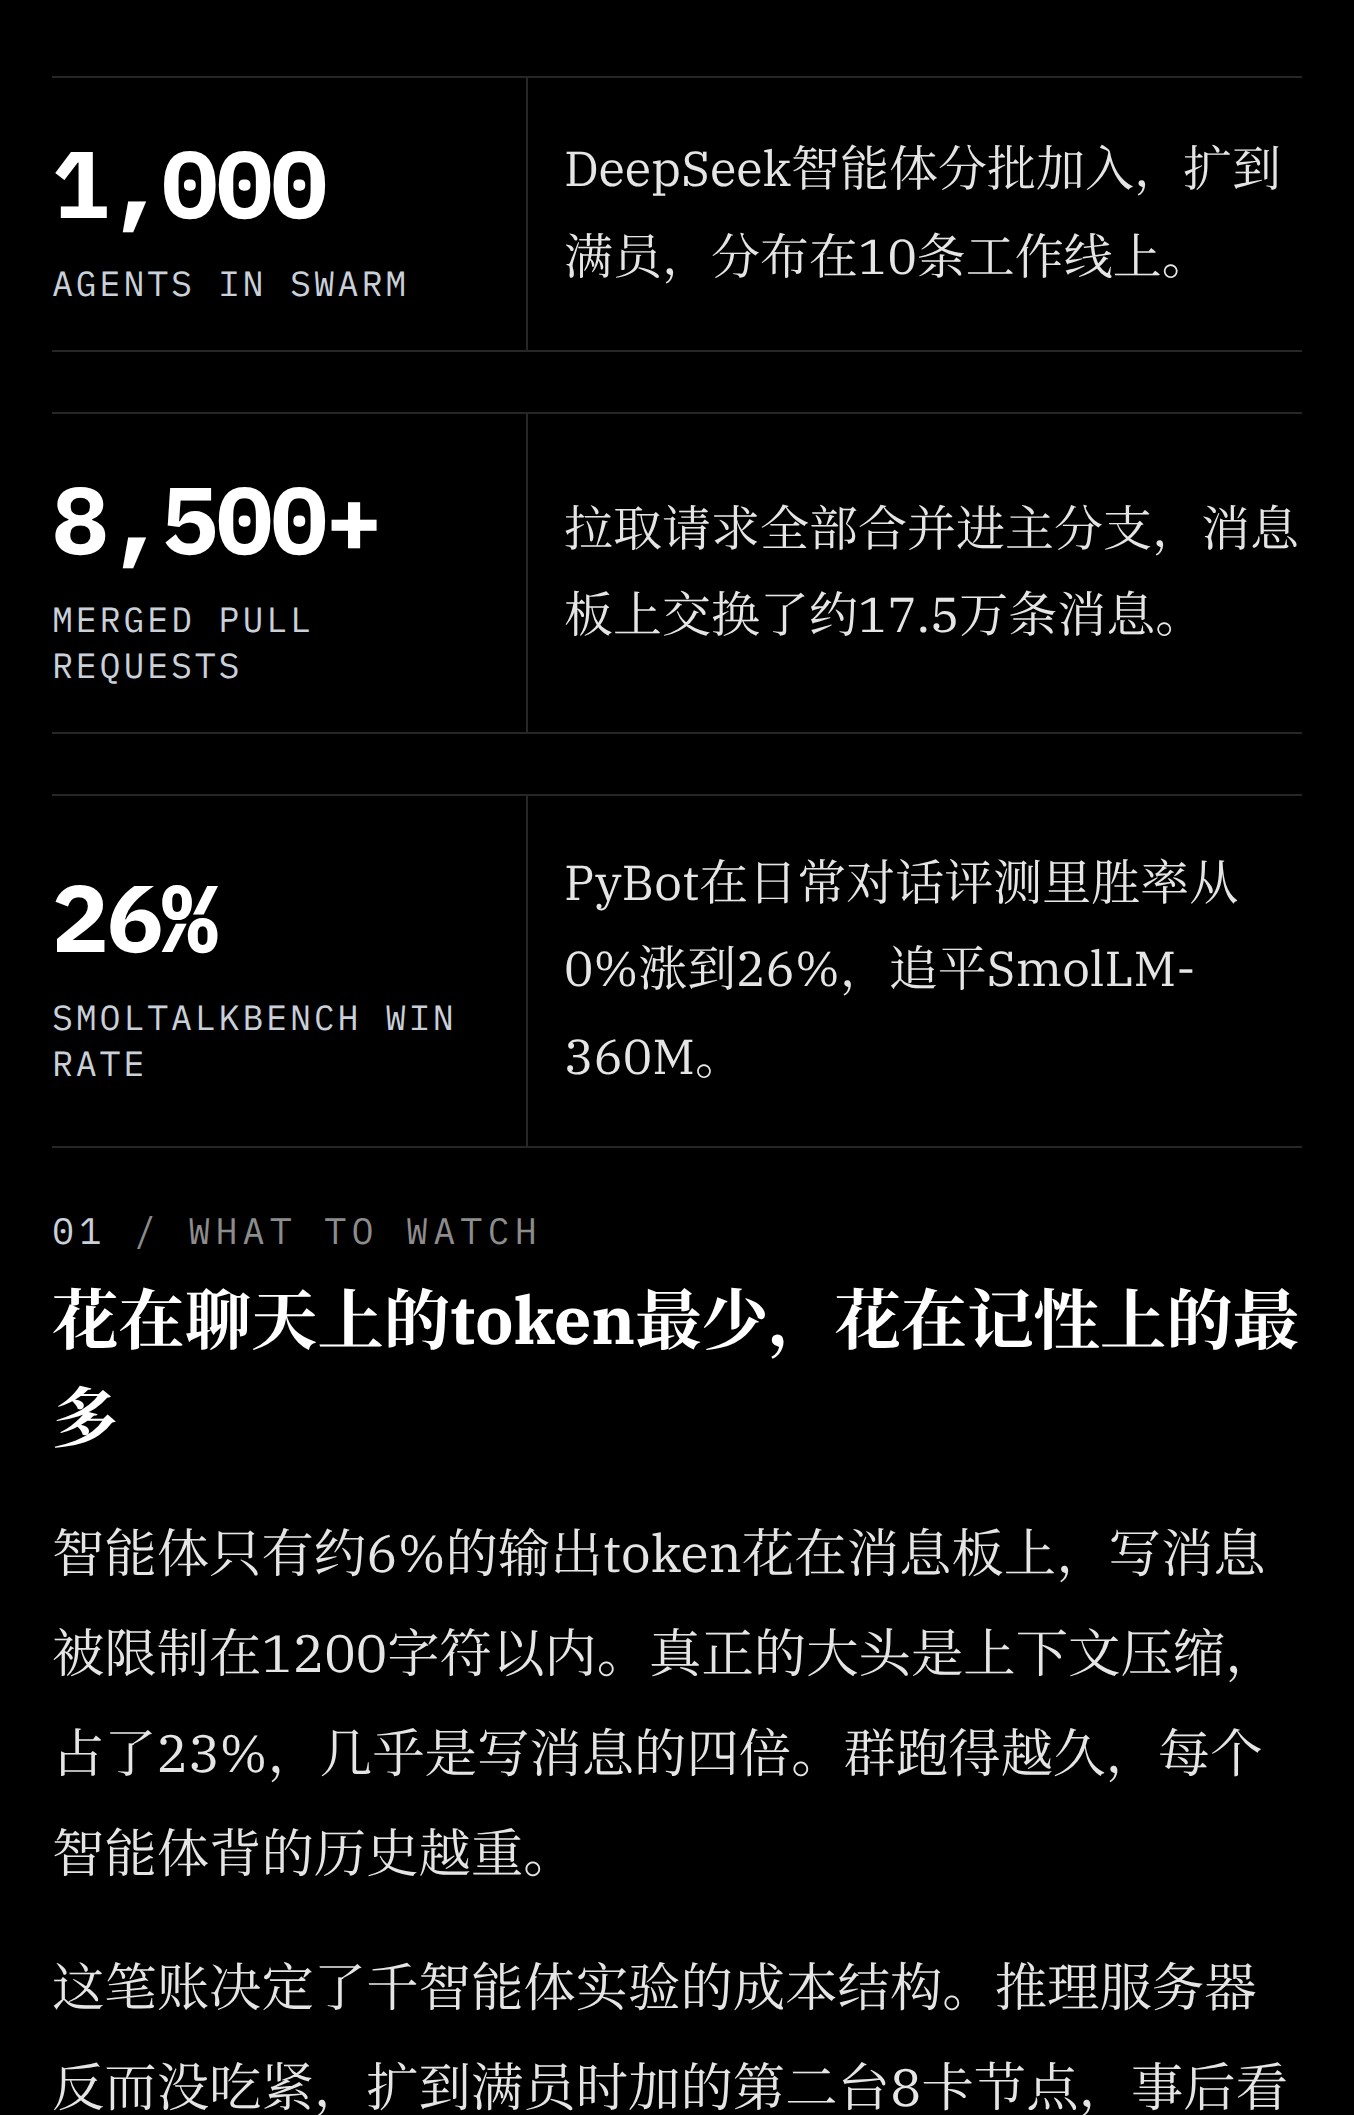 1,000
AGENTS IN SWARM
DeepSeek智能体分批加入，扩到
满员，分布在10条工作线上。
8,500+
MERGED PULL
REQUESTS
拉取请求全部合并进主分支，消息
板上交换了约17.5万条消息。
26%
SMOLTALKBENCH WIN
RATE
PyBot在日常对话评测里胜率从
0%涨到26%，追平SmolLM-
360M。
01 / WHAT TO WATCH
花在聊天上的token最少，花在记性上的最
多
智能体只有约6%的输出token花在消息板上，写消息
被限制在1200字符以内。真正的大头是上下文压缩，
占了23%，几乎是写消息的四倍。群跑得越久，每个
智能体背的历史越重。
这笔账决定了千智能体实验的成本结构。推理服务器
反而没吃紧，扩到满员时加的第二台8卡节点，事后看